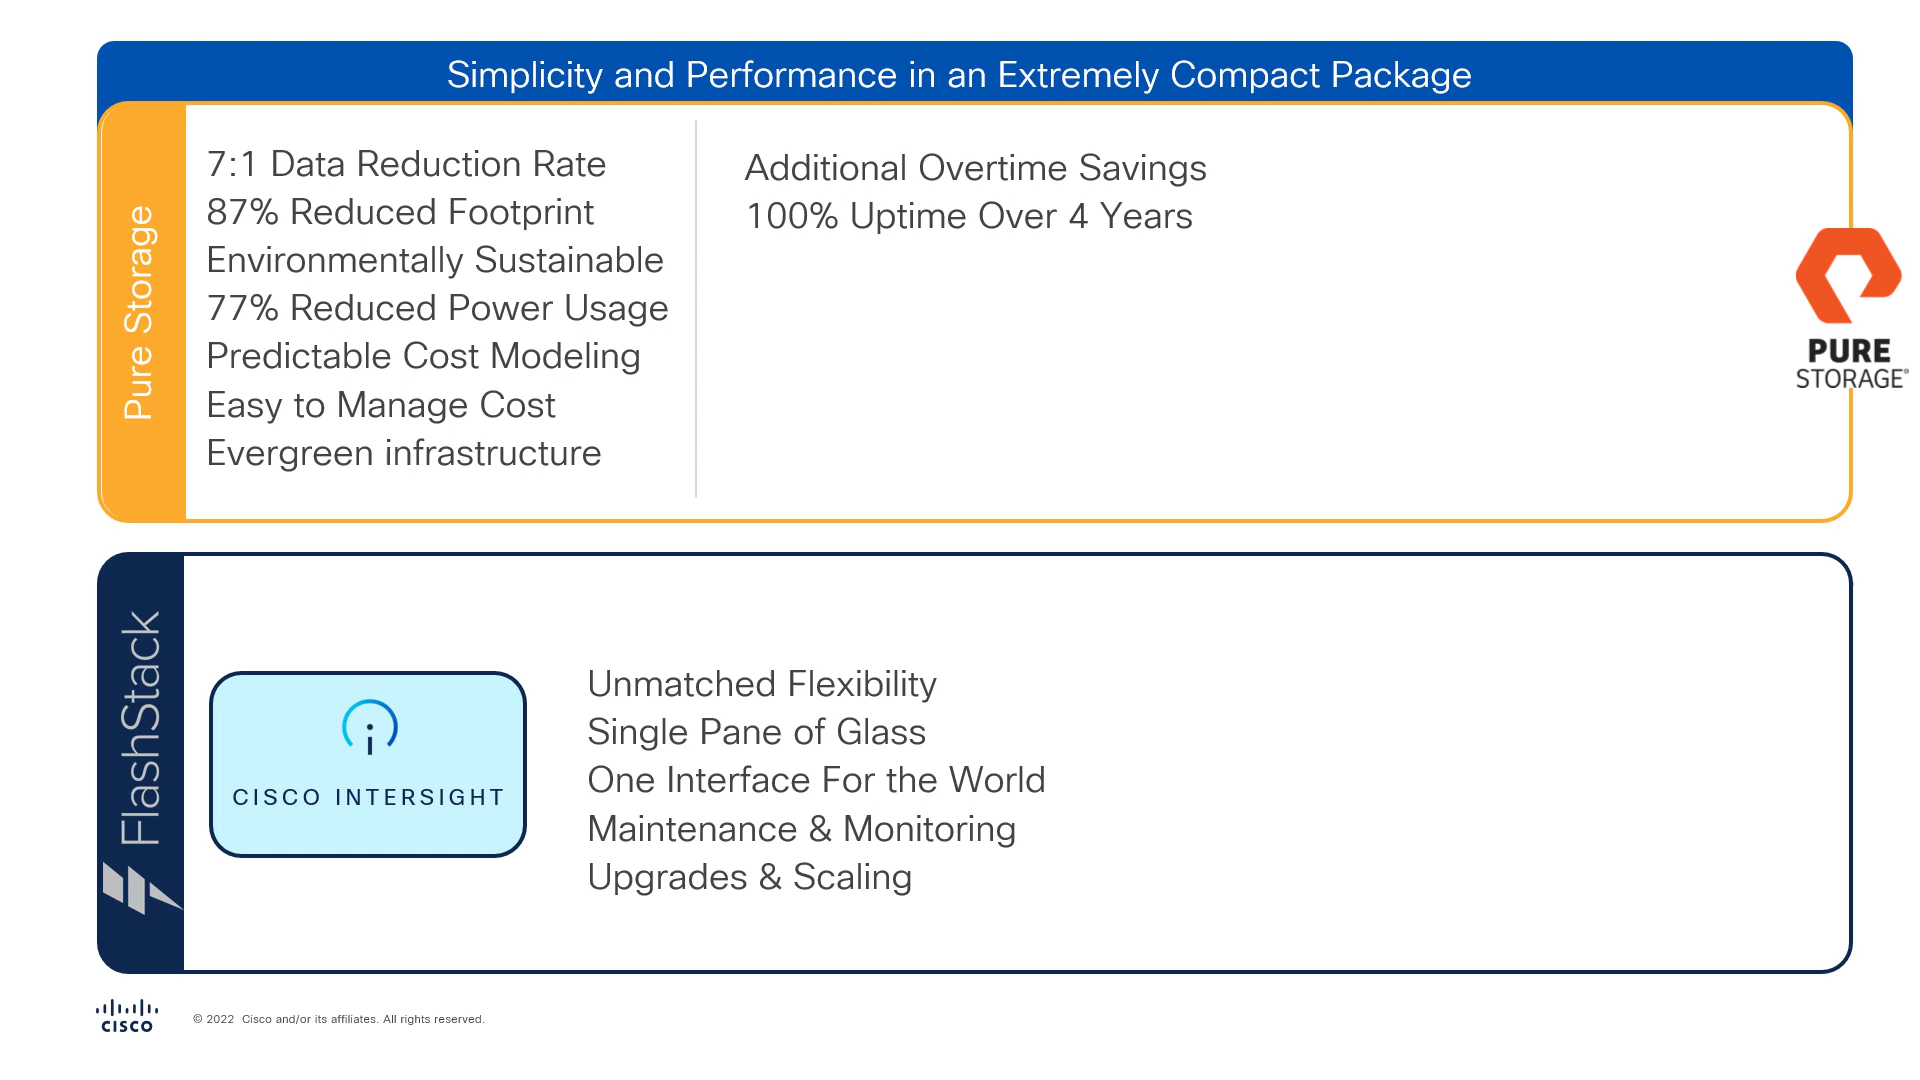 Simplicity and Performance in an Extremely Compact Package
Pure Storage
7:1 Data Reduction Rate
87% Reduced Footprint
Environmentally Sustainable
77% Reduced Power Usage
Predictable Cost Modeling
Easy to Manage Cost
Evergreen infrastructure
Additional Overtime Savings
100% Uptime Over 4 Years
PURE
STORAGE®
FlashStack
CISCO INTERSIGHT
Unmatched Flexibility
Single Pane of Glass
One Interface For the World
Maintenance & Monitoring
Upgrades & Scaling
CISCO
© 2022 Cisco and/or its affiliates. All rights reserved.